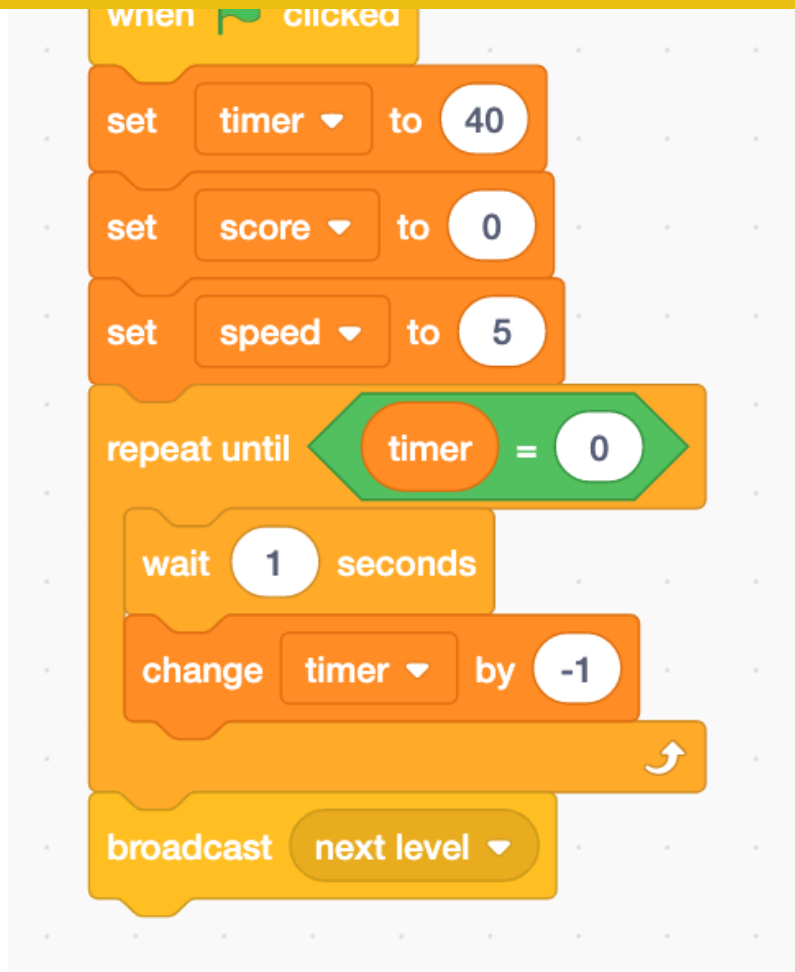 when clicked
set timer to 40
set score to 0
set speed to 5
repeat until timer = 0
wait 1 seconds
change timer by -1
broadcast next level